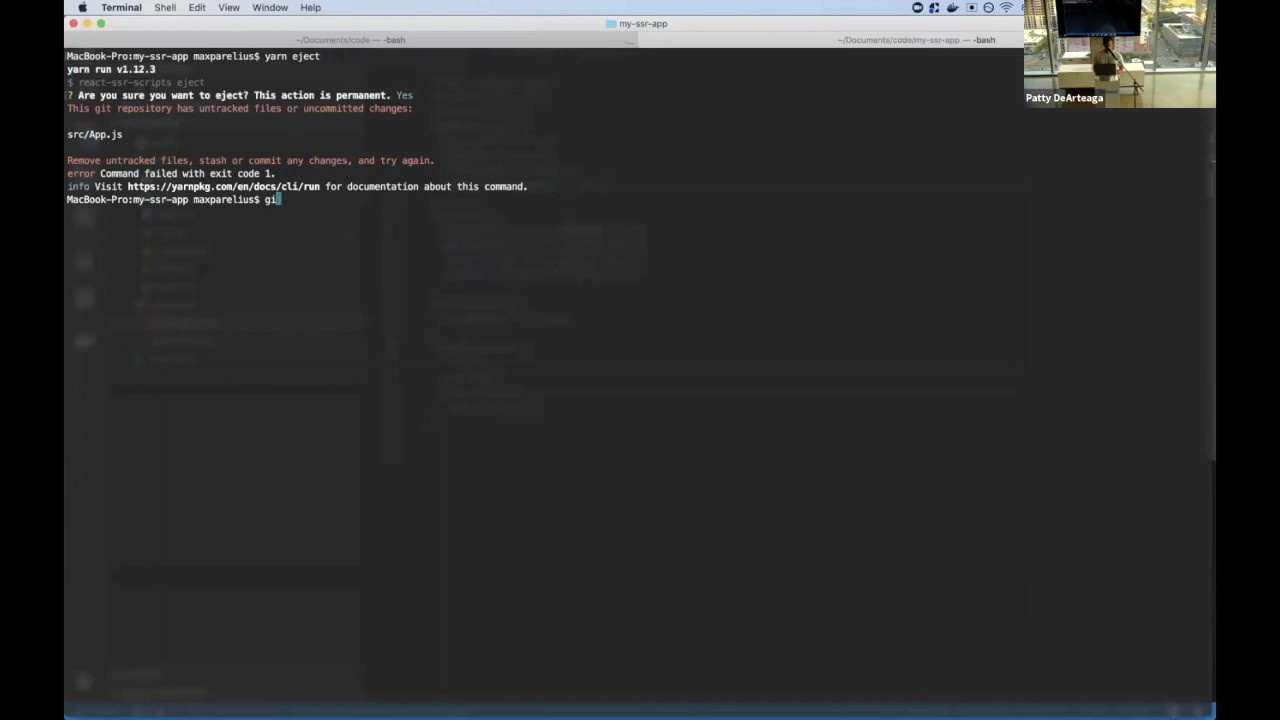 Terminal Shell Edit View Window Help
my-ssr-app
~/Documents/code — -bash
~/Documents/code/my-ssr-app — -bash
MacBook-Pro:my-ssr-app maxparelius$ yarn eject
yarn run v1.12.3
$ react-ssr-scripts eject
? Are you sure you want to eject? This action is permanent. Yes
This git repository has untracked files or uncommitted changes:
src/App.js
Remove untracked files, stash or commit any changes, and try again.
error Command failed with exit code 1.
info Visit https://yarnpkg.com/en/docs/cli/run for documentation about this command.
MacBook-Pro:my-ssr-app maxparelius$ gi
Patty DeArteaga